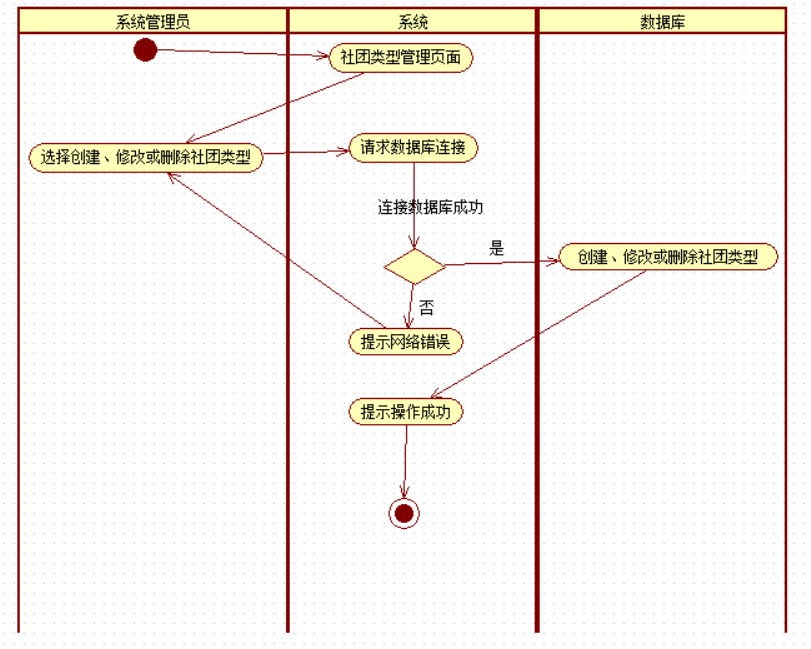 系统管理员
系统
数据库
社团类型管理页面
选择创建、修改或删除社团类型
请求数据库连接
连接数据库成功
是
创建、修改或删除社团类型
否
提示网络错误
提示操作成功